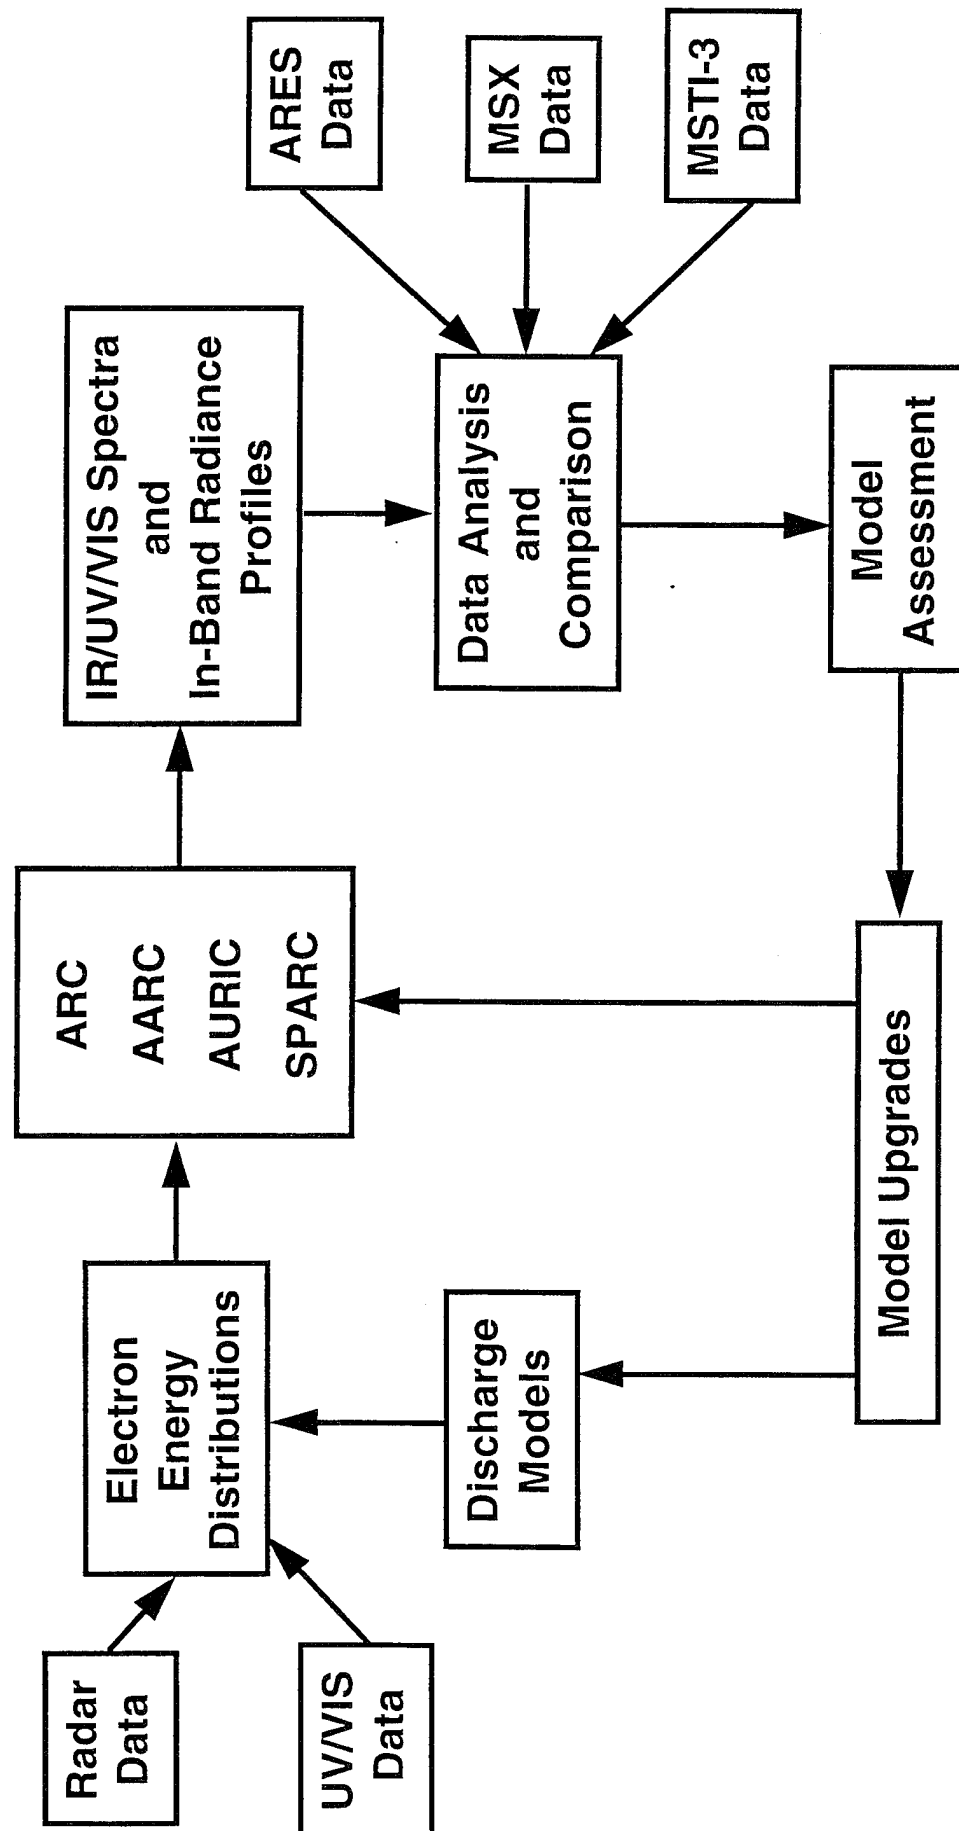 Radar
Data
UV/VIS
Data
Electron
Energy
Distributions
Discharge
Models
ARC
AARC
AURIC
SPARC
Model Upgrades
IR/UV/VIS Spectra
and
In-Band Radiance
Profiles
Data Analysis
and
Comparison
Model
Assessment
ARES
Data
MSX
Data
MSTI-3
Data